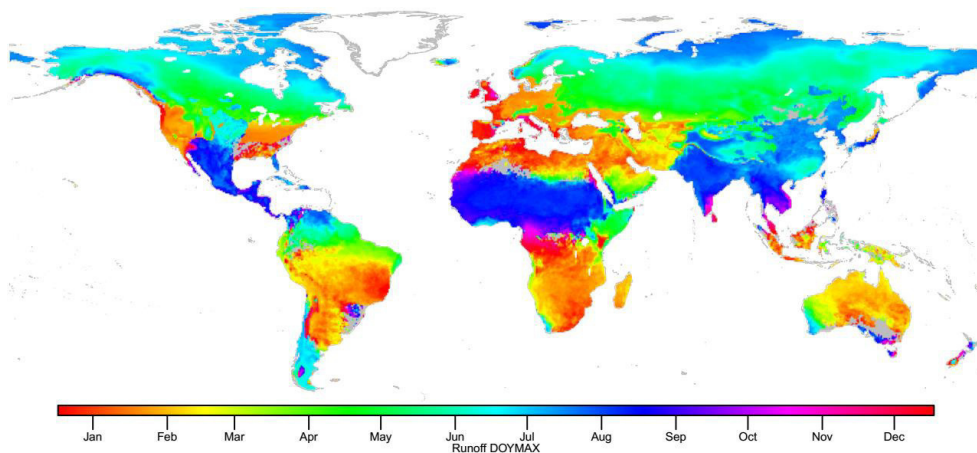 Jan Feb Mar Apr May Jun Jul Aug Sep Oct Nov Dec
Runoff DOYMAX